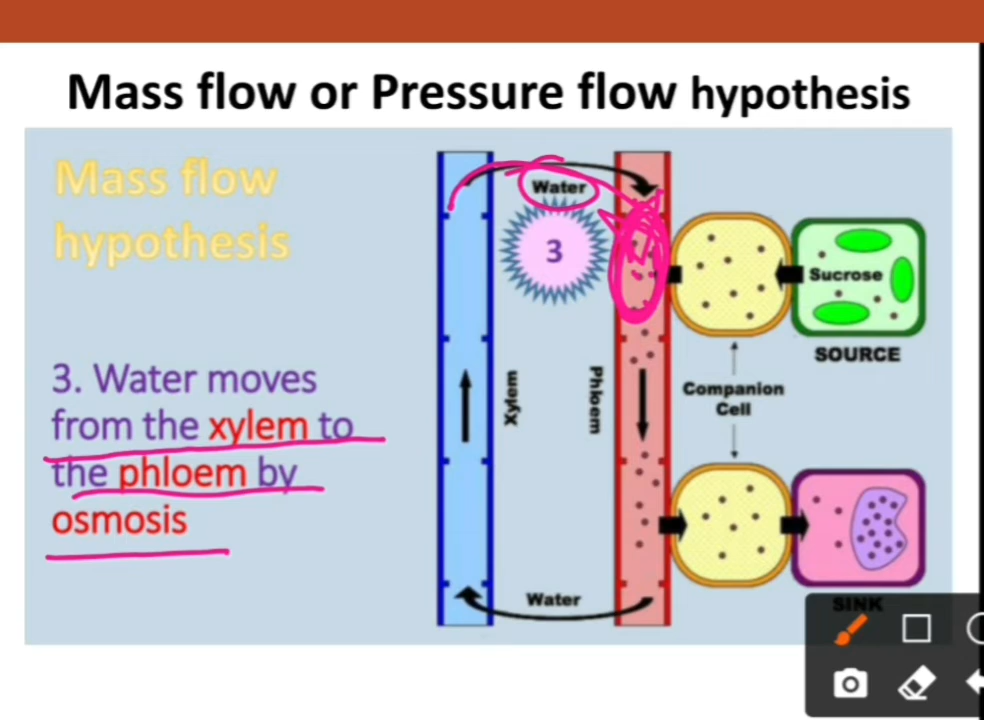 Mass flow or Pressure flow hypothesis
Mass flow
hypothesis
3. Water moves
from the xylem to
the phloem by
osmosis
Water
3
Xylem
Phloem
Sucrose
SOURCE
Companion
Cell
Water
SINK